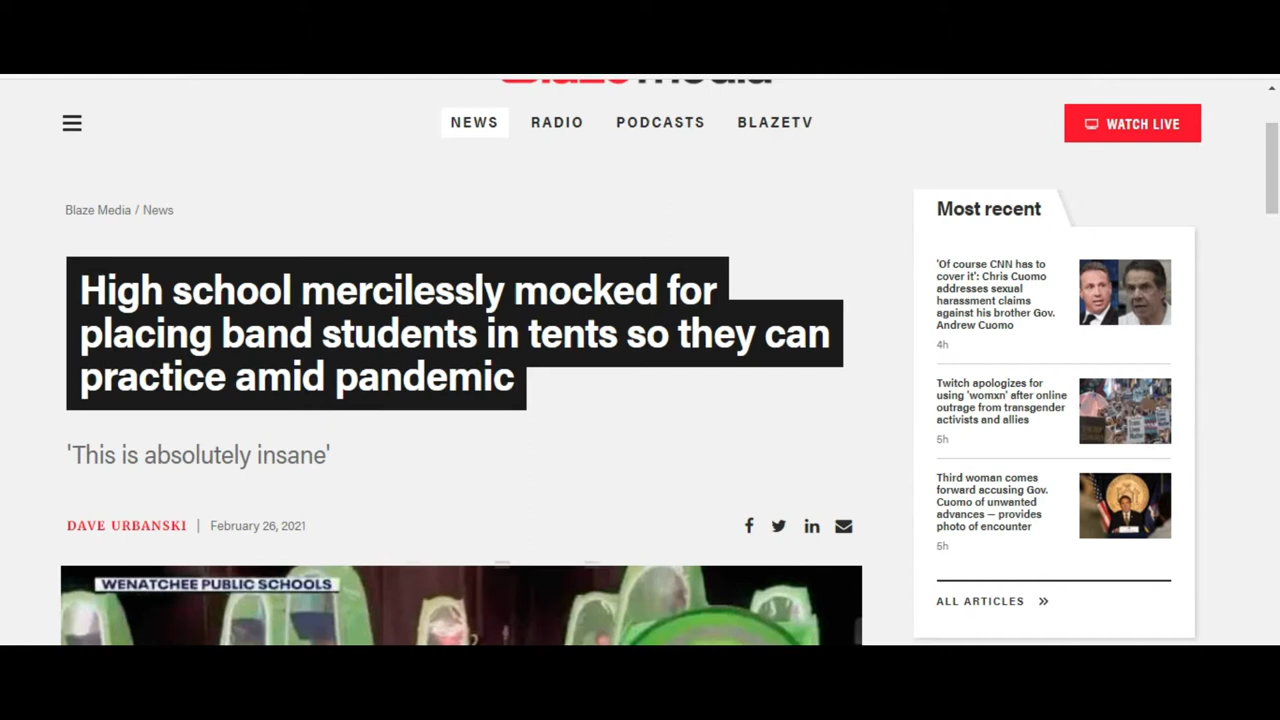 NEWS RADIO PODCASTS BLAZETV
WATCH LIVE
Blaze Media / News
High school mercilessly mocked for
placing band students in tents so they can
practice amid pandemic
'This is absolutely insane'
DAVE URBANSKI | February 26, 2021
WENATCHEE PUBLIC SCHOOLS
Most recent
'Of course CNN has to
cover it': Chris Cuomo
addresses sexual
harassment claims
against his brother Gov.
Andrew Cuomo
4h
Twitch apologizes for
using 'womxn' after online
outrage from transgender
activists and allies
5h
Third woman comes
forward accusing Gov.
Cuomo of unwanted
advances — provides
photo of encounter
5h
ALL ARTICLES »